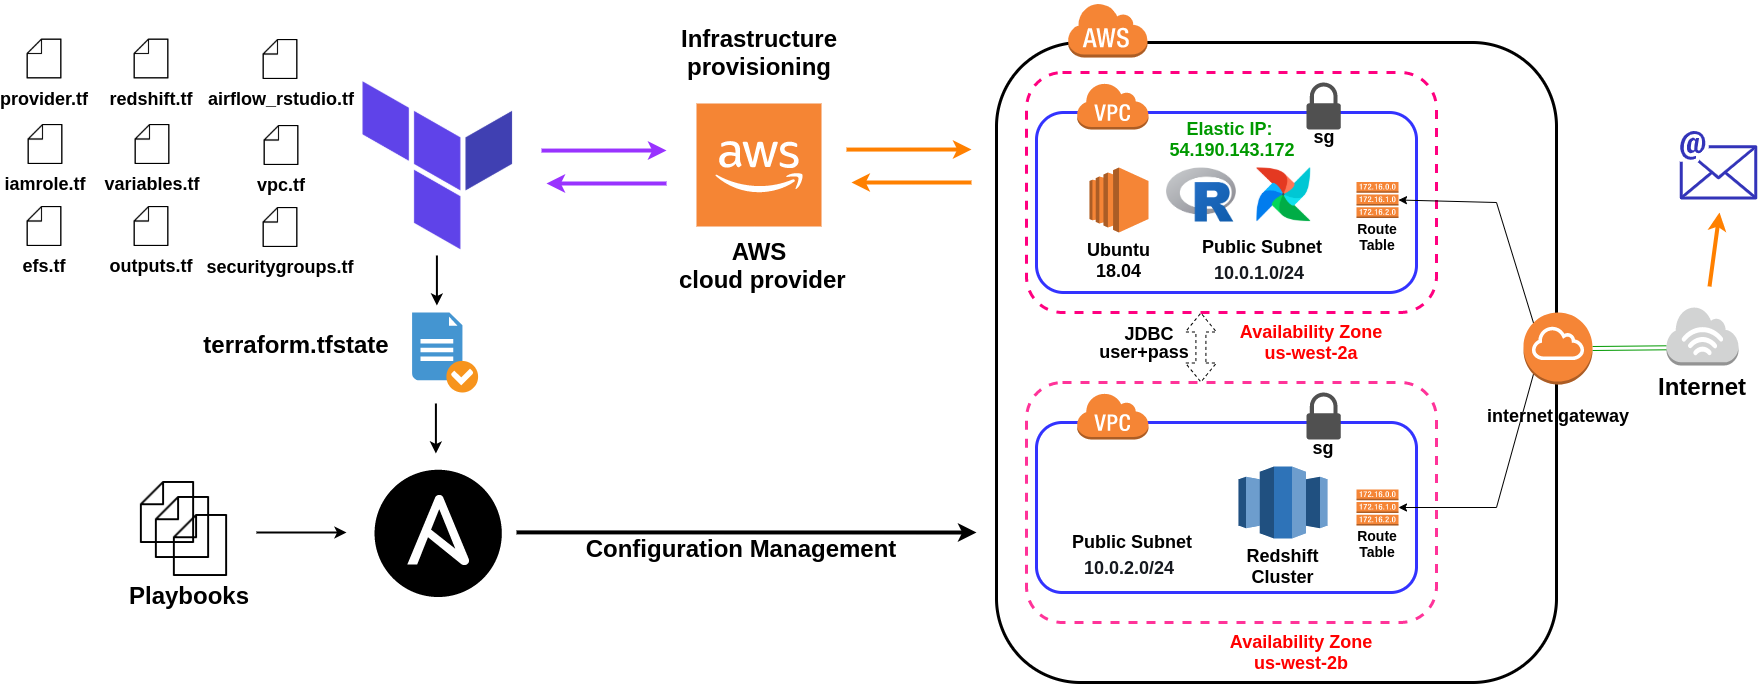 provider.tf
redshift.tf
airflow_rstudio.tf
iamrole.tf
variables.tf
vpc.tf
efs.tf
outputs.tf
securitygroups.tf
terraform.tfstate
Playbooks
Infrastructure
provisioning
aws
AWS
cloud provider
Configuration Management
AWS
VPC
sg
Elastic IP:
54.190.143.172
R
Ubuntu
18.04
Public Subnet
10.0.1.0/24
172.16.0.0
172.16.1.0
172.16.2.0
Route
Table
JDBC
user+pass
Availability Zone
us-west-2a
VPC
sg
Public Subnet
10.0.2.0/24
Redshift
Cluster
172.16.0.0
172.16.1.0
172.16.2.0
Route
Table
Availability Zone
us-west-2b
internet gateway
@
Internet